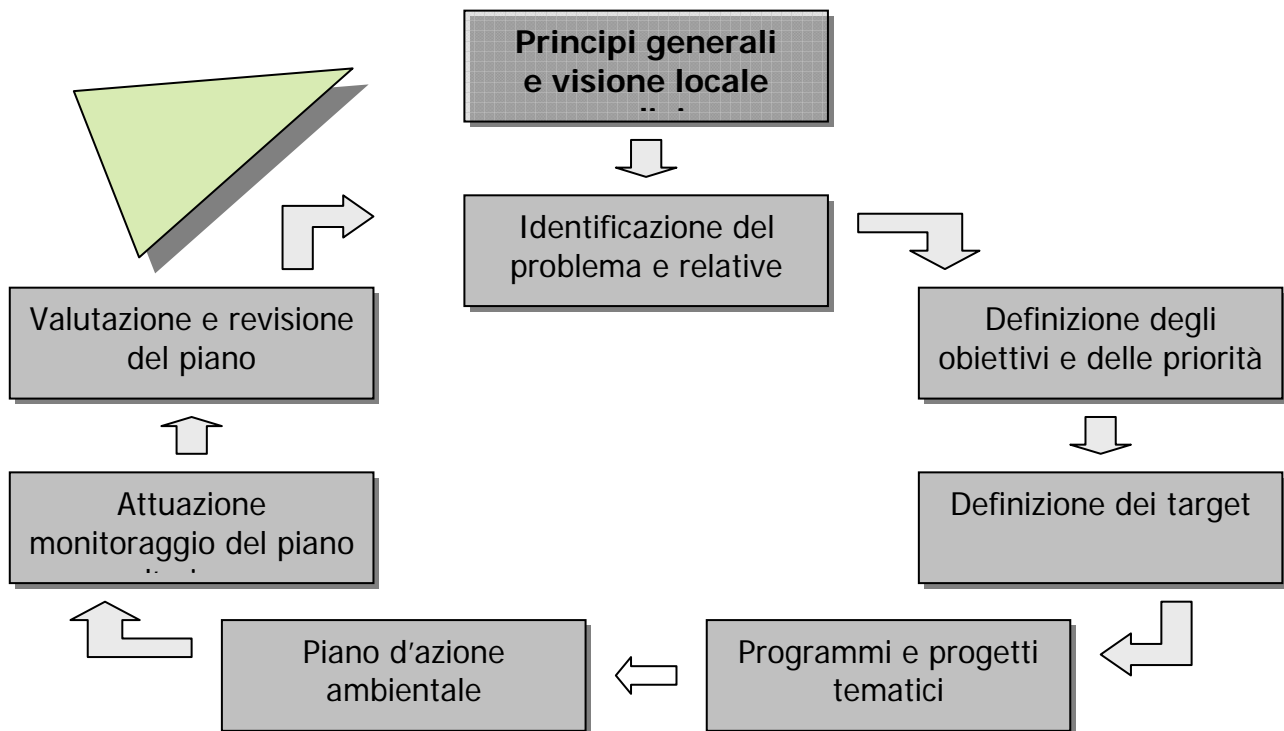 Principi generali
e visione locale
Identificazione del
problema e relative
Definizione degli
obiettivi e delle priorità
Definizione dei target
Programmi e progetti
tematici
Piano d'azione
ambientale
Attuazione
monitoraggio del piano
Valutazione e revisione
del piano